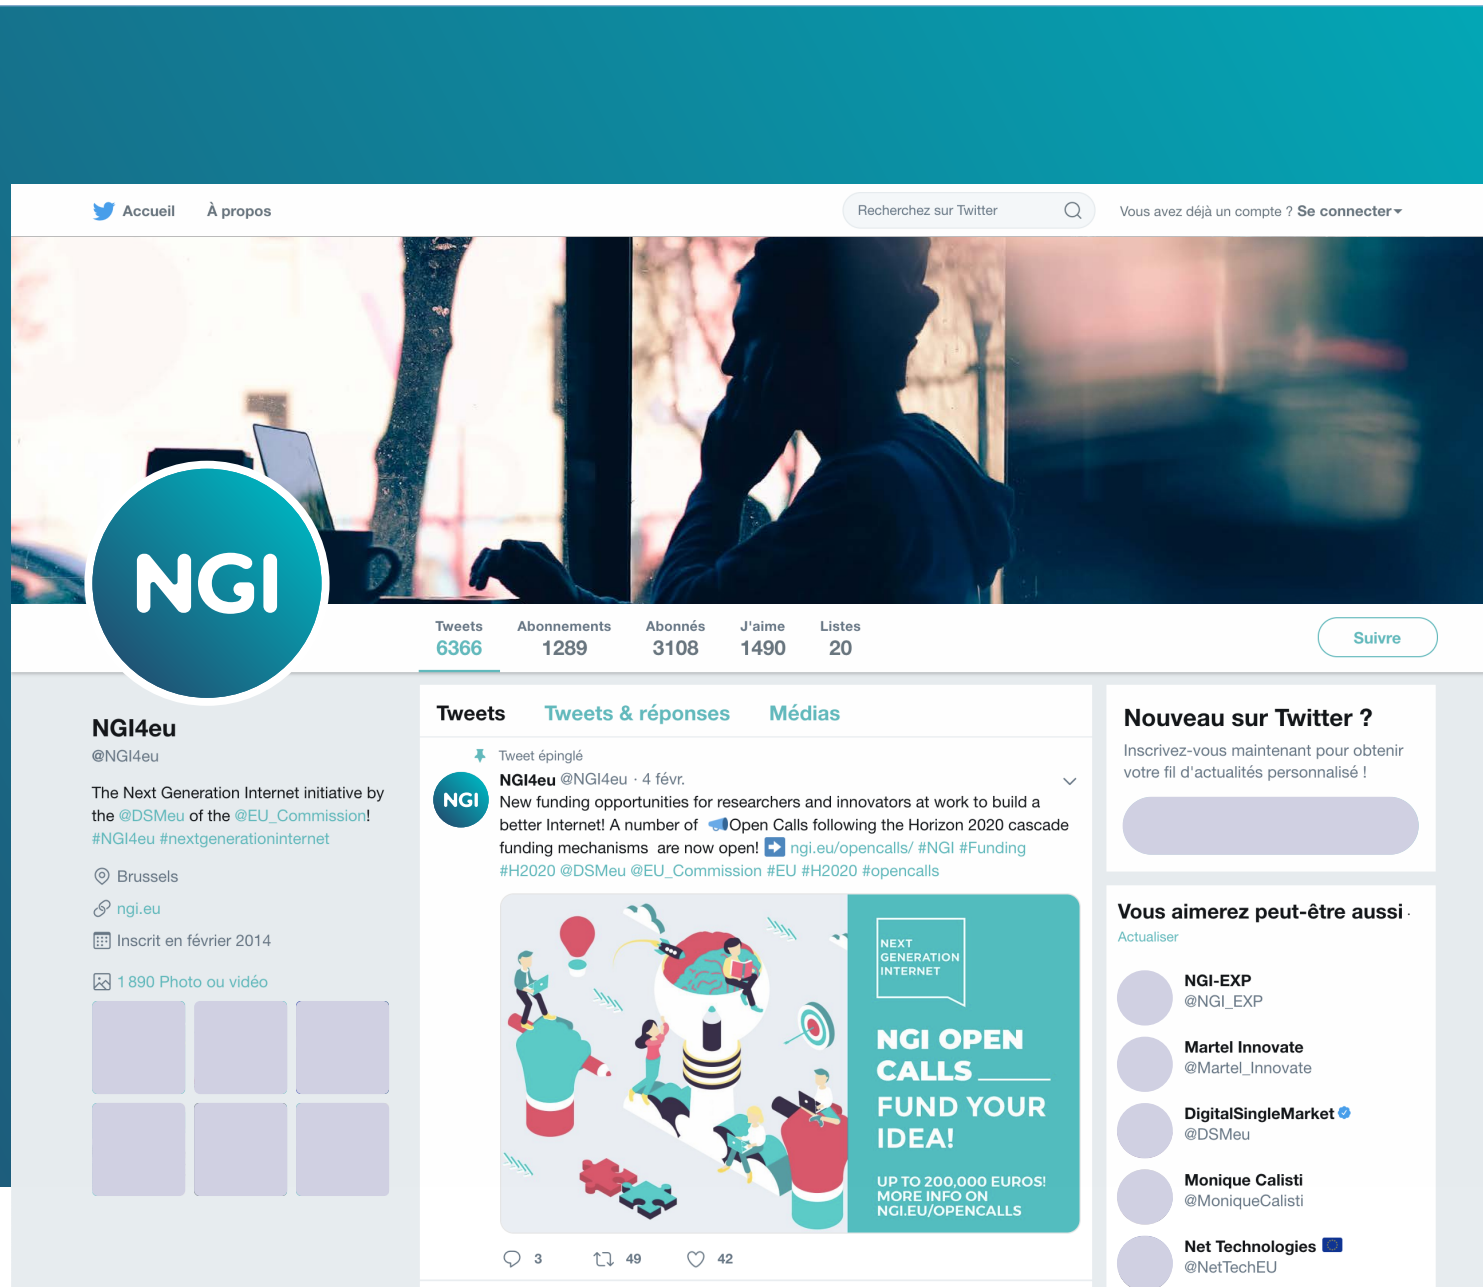 Accueil
À propos
Recherchez sur Twitter
Vous avez déjà un compte ? Se connecter
NGI
Tweets
6366
Abonnements
1289
Abonnés
3108
J'aime
1490
Listes
20
Suivre
NGI4eu
@NGI4eu
The Next Generation Internet initiative by
the @DSMeu of the @EU_Commission!
#NGI4eu #nextgenerationinternet
Brussels
ngi.eu
Inscrit en février 2014
1 890 Photo ou vidéo
Tweets
Tweets & réponses
Médias
Tweet épinglé
NGI
NGI4eu @NGI4eu · 4 févr.
New funding opportunities for researchers and innovators at work to build a
better Internet! A number of 📣Open Calls following the Horizon 2020 cascade
funding mechanisms are now open! ➡️ ngi.eu/opencalls/ #NGI #Funding
#H2020 @DSMeu @EU_Commission #EU #H2020 #opencalls
NEXT
GENERATION
INTERNET
NGI OPEN
CALLS
FUND YOUR
IDEA!
UP TO 200,000 EUROS!
MORE INFO ON
NGI.EU/OPENCALLS
3
49
42
Nouveau sur Twitter ?
Inscrivez-vous maintenant pour obtenir
votre fil d'actualités personnalisé !
Vous aimerez peut-être aussi ·
Actualiser
NGI-EXP
@NGI_EXP
Martel Innovate
@Martel_Innovate
DigitalSingleMarket
@DSMeu
Monique Calisti
@MoniqueCalisti
Net Technologies 🇪🇺
@NetTechEU